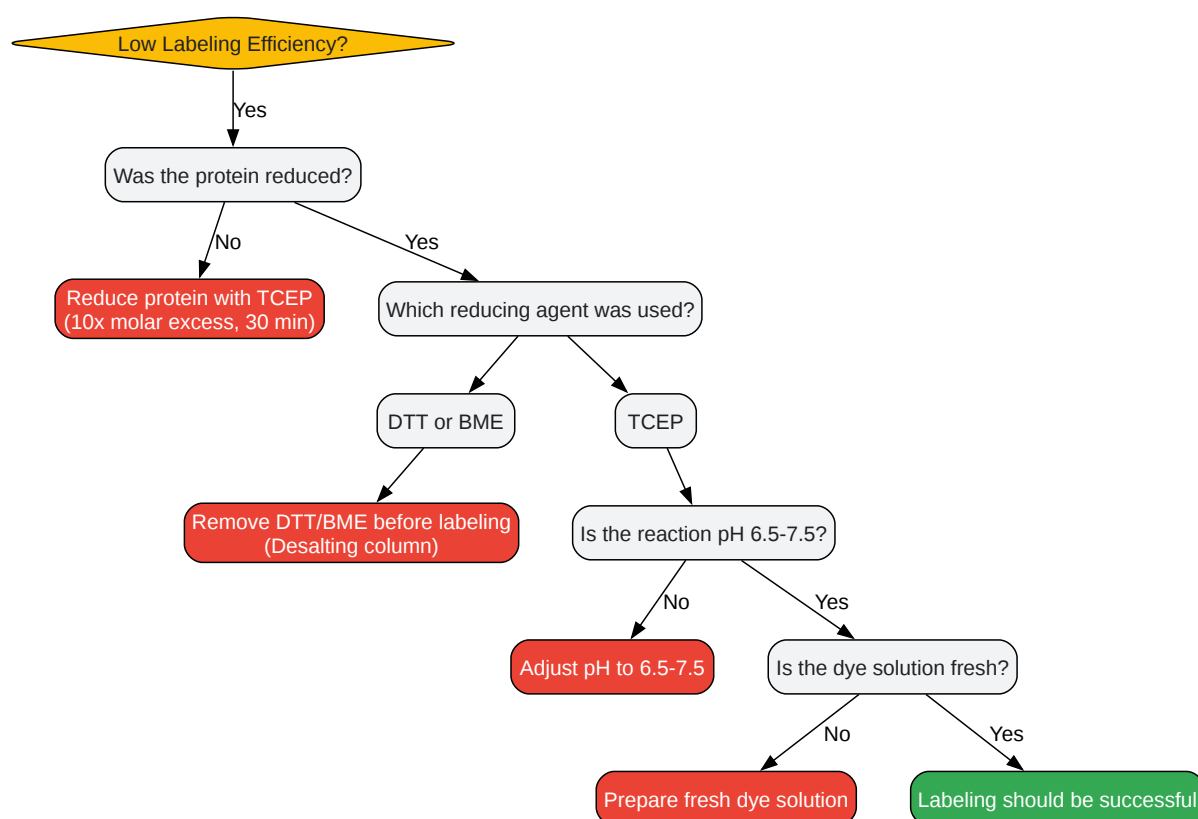 Low Labeling Efficiency?
Yes
Was the protein reduced?
No
Yes
Reduce protein with TCEP
(10x molar excess, 30 min)
Which reducing agent was used?
DTT or BME
TCEP
Remove DTT/BME before labeling
(Desalting column)
Is the reaction pH 6.5-7.5?
No
Yes
Adjust pH to 6.5-7.5
Is the dye solution fresh?
No
Yes
Prepare fresh dye solution
Labeling should be successful